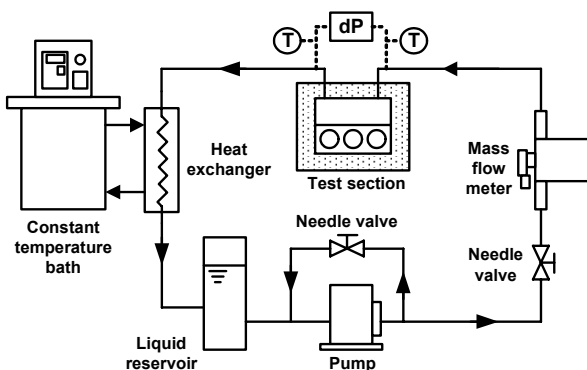 T
dP
T
Heat
exchanger
Test section
Mass
flow
meter
Constant
temperature
bath
Needle valve
Needle
valve
Liquid
reservoir
Pump